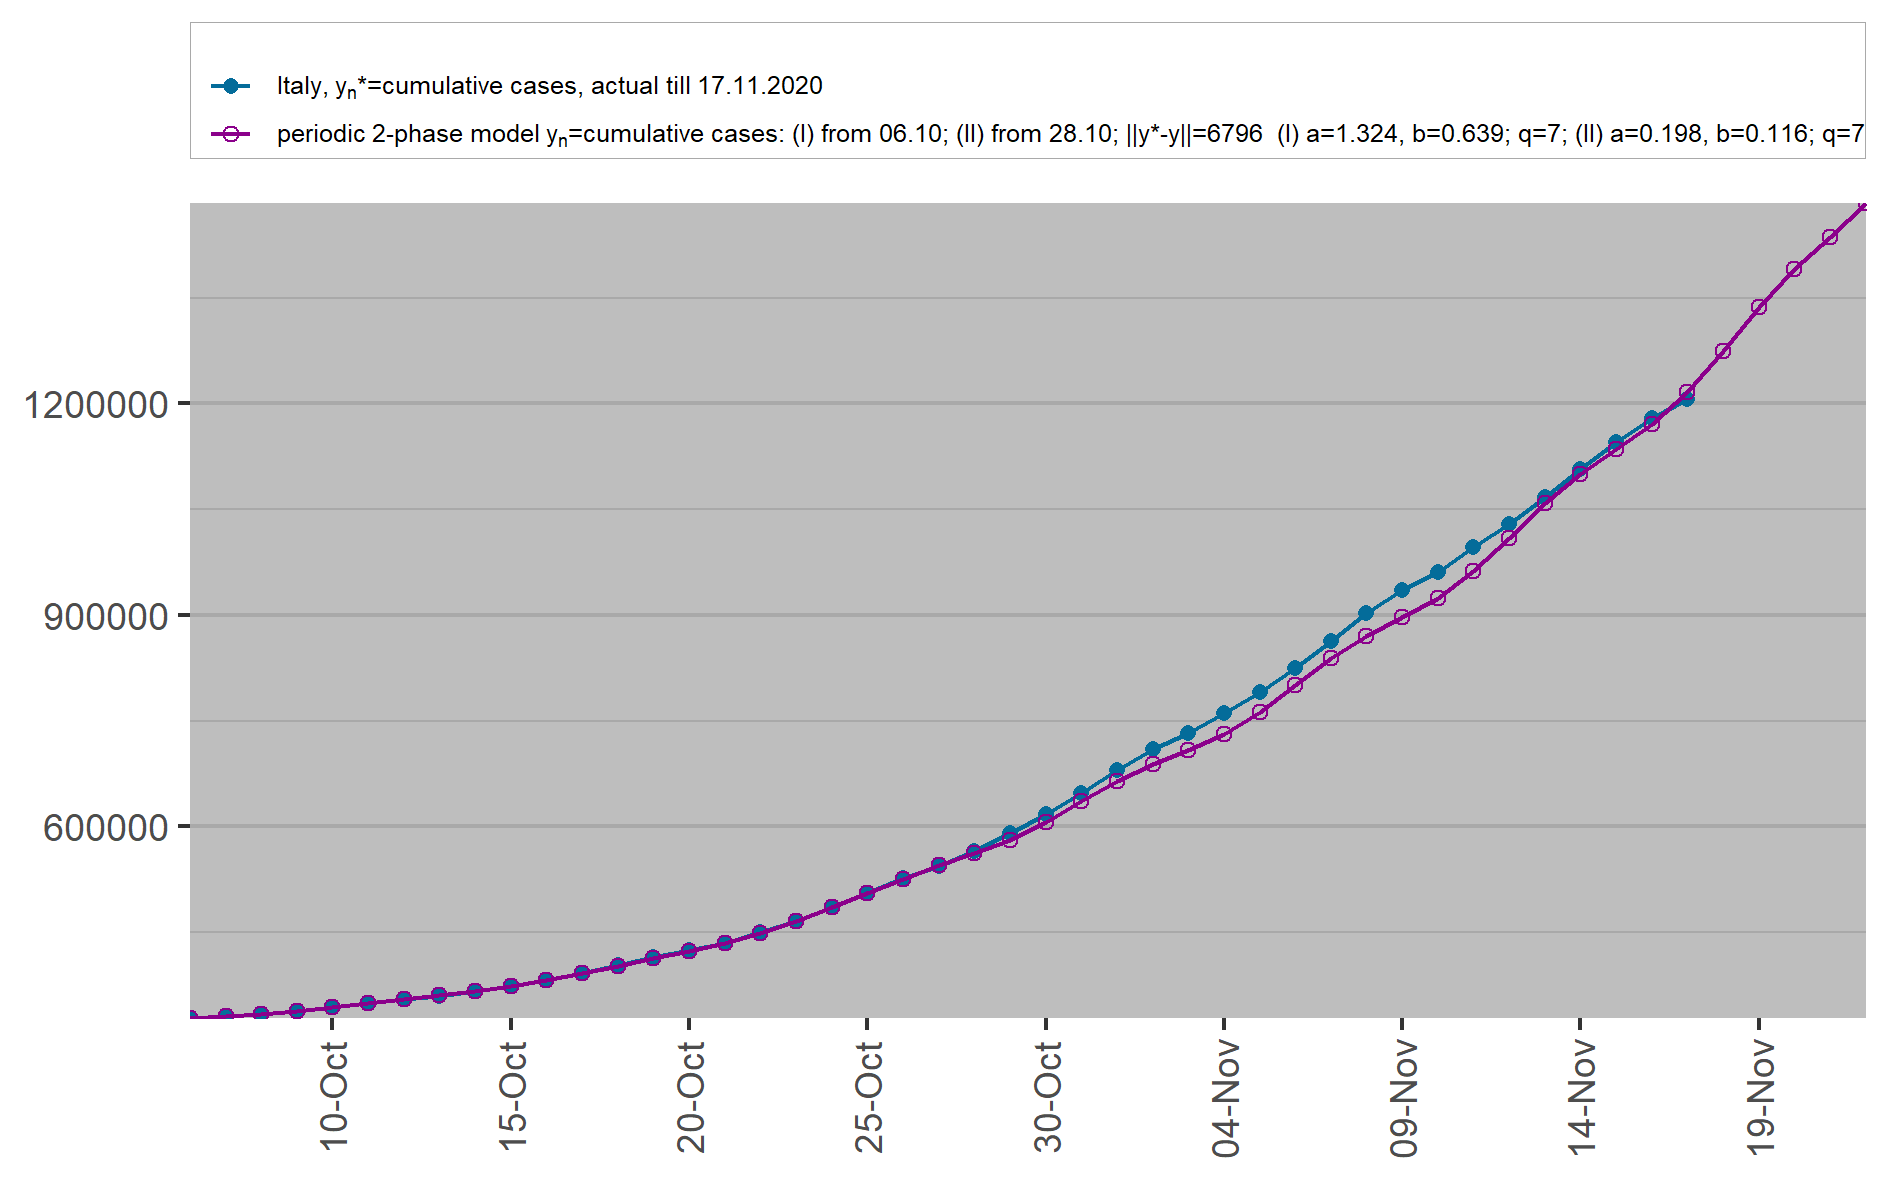 Italy, yn*=cumulative cases, actual till 17.11.2020
periodic 2-phase model yn=cumulative cases: (I) from 06.10; (II) from 28.10; ||y*-y||=6796  (I) a=1.324, b=0.639; q=7; (II) a=0.198, b=0.116; q=7
1200000
900000
600000
10-Oct
15-Oct
20-Oct
25-Oct
30-Oct
04-Nov
09-Nov
14-Nov
19-Nov